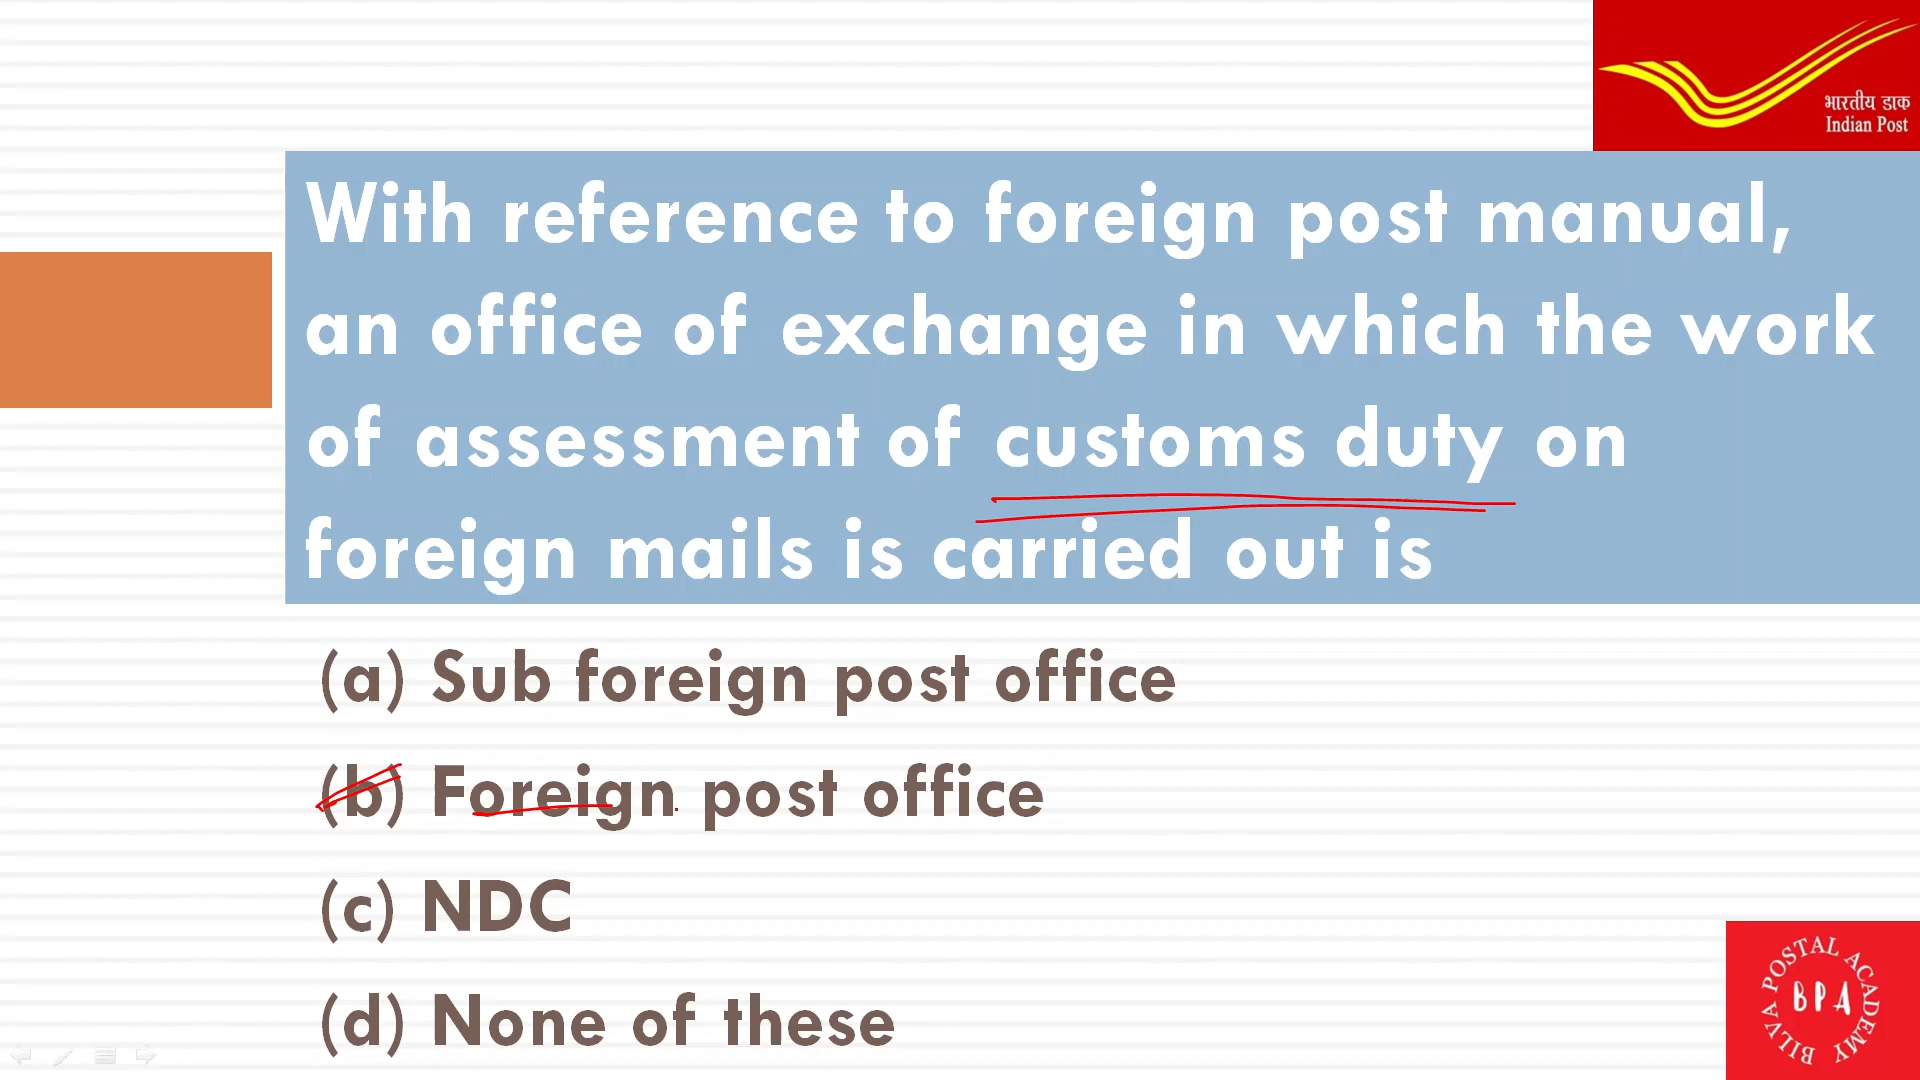 भारतीय डाक
Indian Post
With reference to foreign post manual,
an office of exchange in which the work
of assessment of customs duty on
foreign mails is carried out is
(a) Sub foreign post office
(b) Foreign post office
(c) NDC
(d) None of these
BILVA POSTAL ACADEMY
BPA